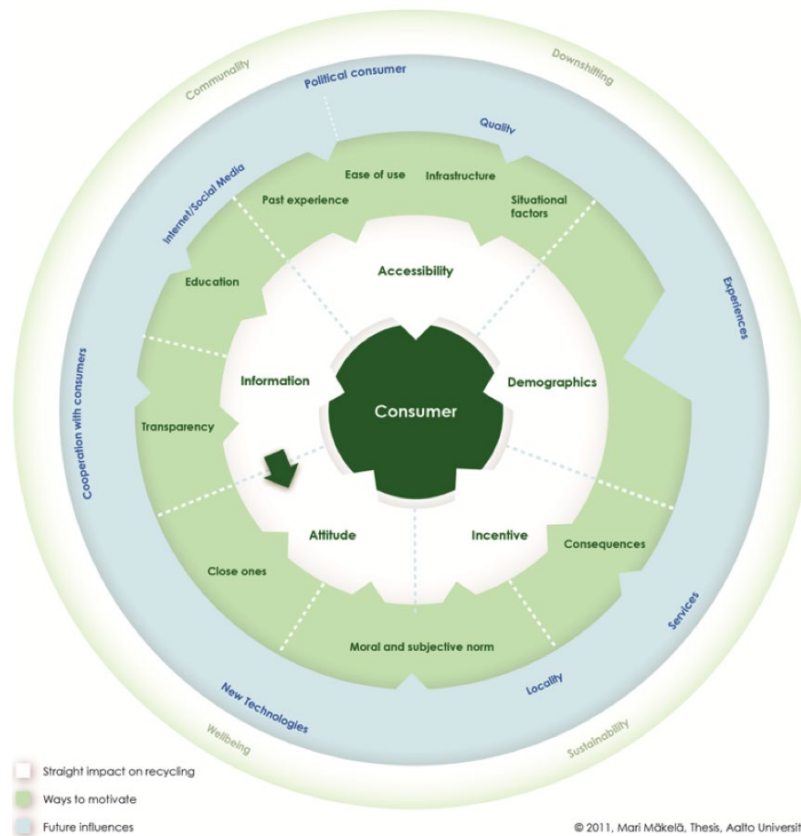 Communality
Downshifting
Political consumer
Quality
Internet/Social Media
Ease of use
Infrastructure
Past experience
Situational
factors
Accessibility
Education
Experiences
Information
Demographics
Consumer
Cooperation with consumers
Transparency
Attitude
Incentive
Consequences
Close ones
Services
Moral and subjective norm
Locality
New Technologies
Wellbeing
Sustainability
Straight impact on recycling
Ways to motivate
Future influences
© 2011, Mari Mäkelä, Thesis, Aalto Universit